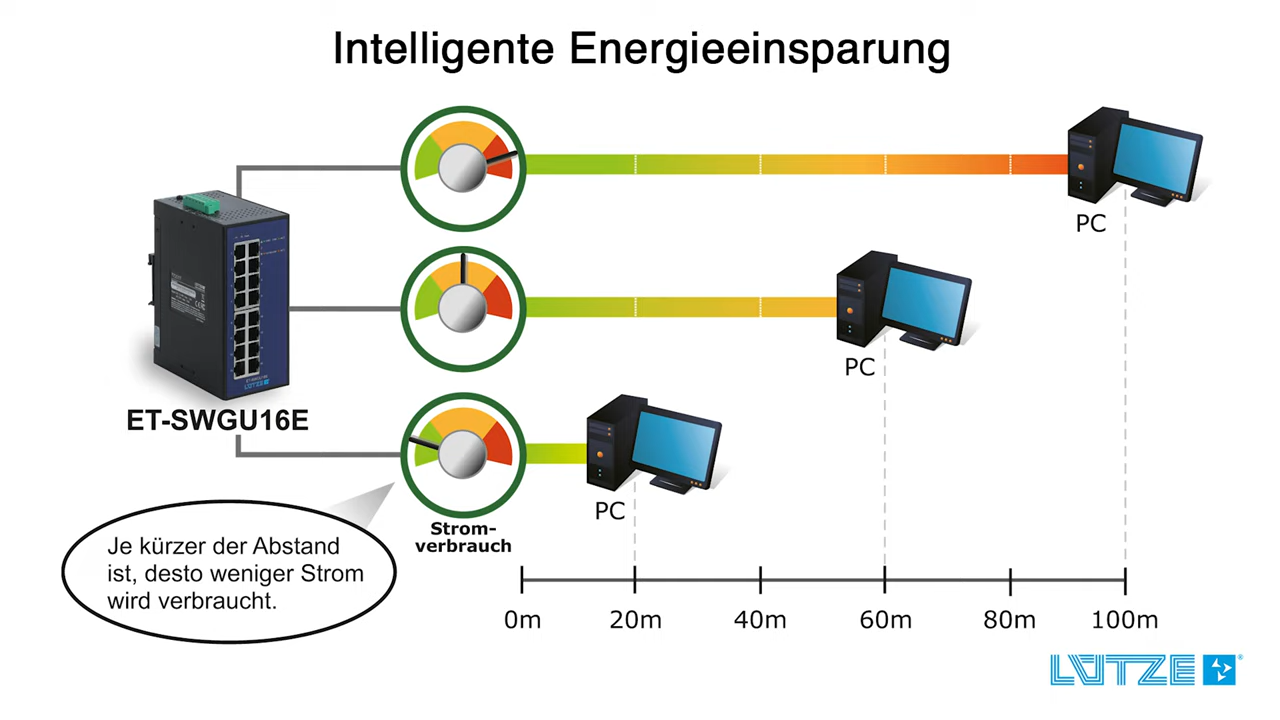 Intelligente Energieeinsparung
PC
PC
ET-SWGU16E
PC
Strom-
verbrauch
Je kürzer der Abstand
ist, desto weniger Strom
wird verbraucht.
0m 20m 40m 60m 80m 100m
LÜTZE